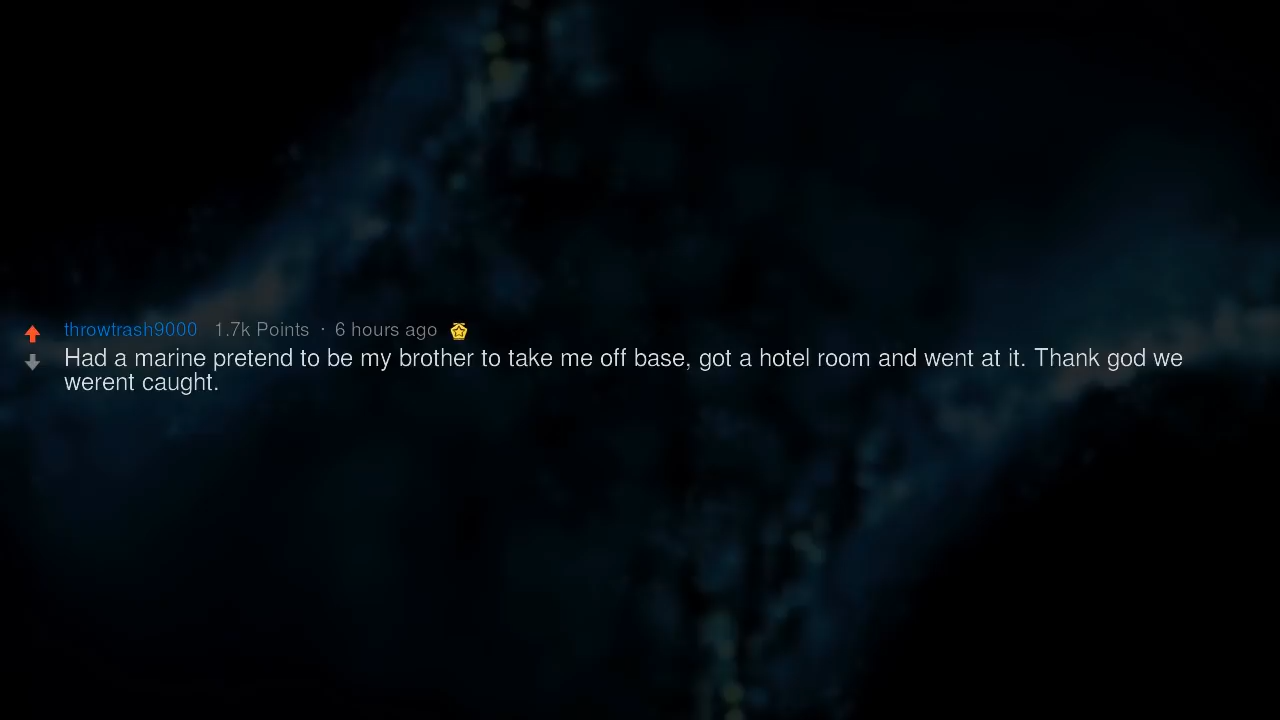 throwtrash9000 1.7k Points · 6 hours ago
Had a marine pretend to be my brother to take me off base, got a hotel room and went at it. Thank god we
werent caught.